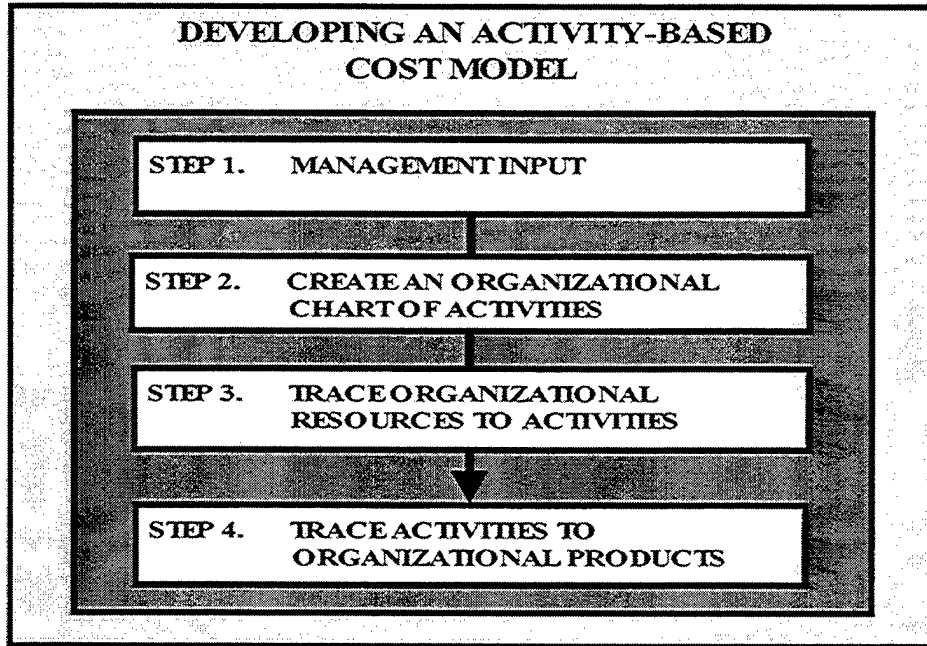 DEVELOPING AN ACTIVITY-BASED
COST MODEL
STEP 1. MANAGEMENT INPUT
STEP 2. CREATE AN ORGANIZATIONAL
CHART OF ACTIVITIES
STEP 3. TRACE ORGANIZATIONAL
RESOURCES TO ACTIVITIES
STEP 4. TRACE ACTIVITIES TO
ORGANIZATIONAL PRODUCTS